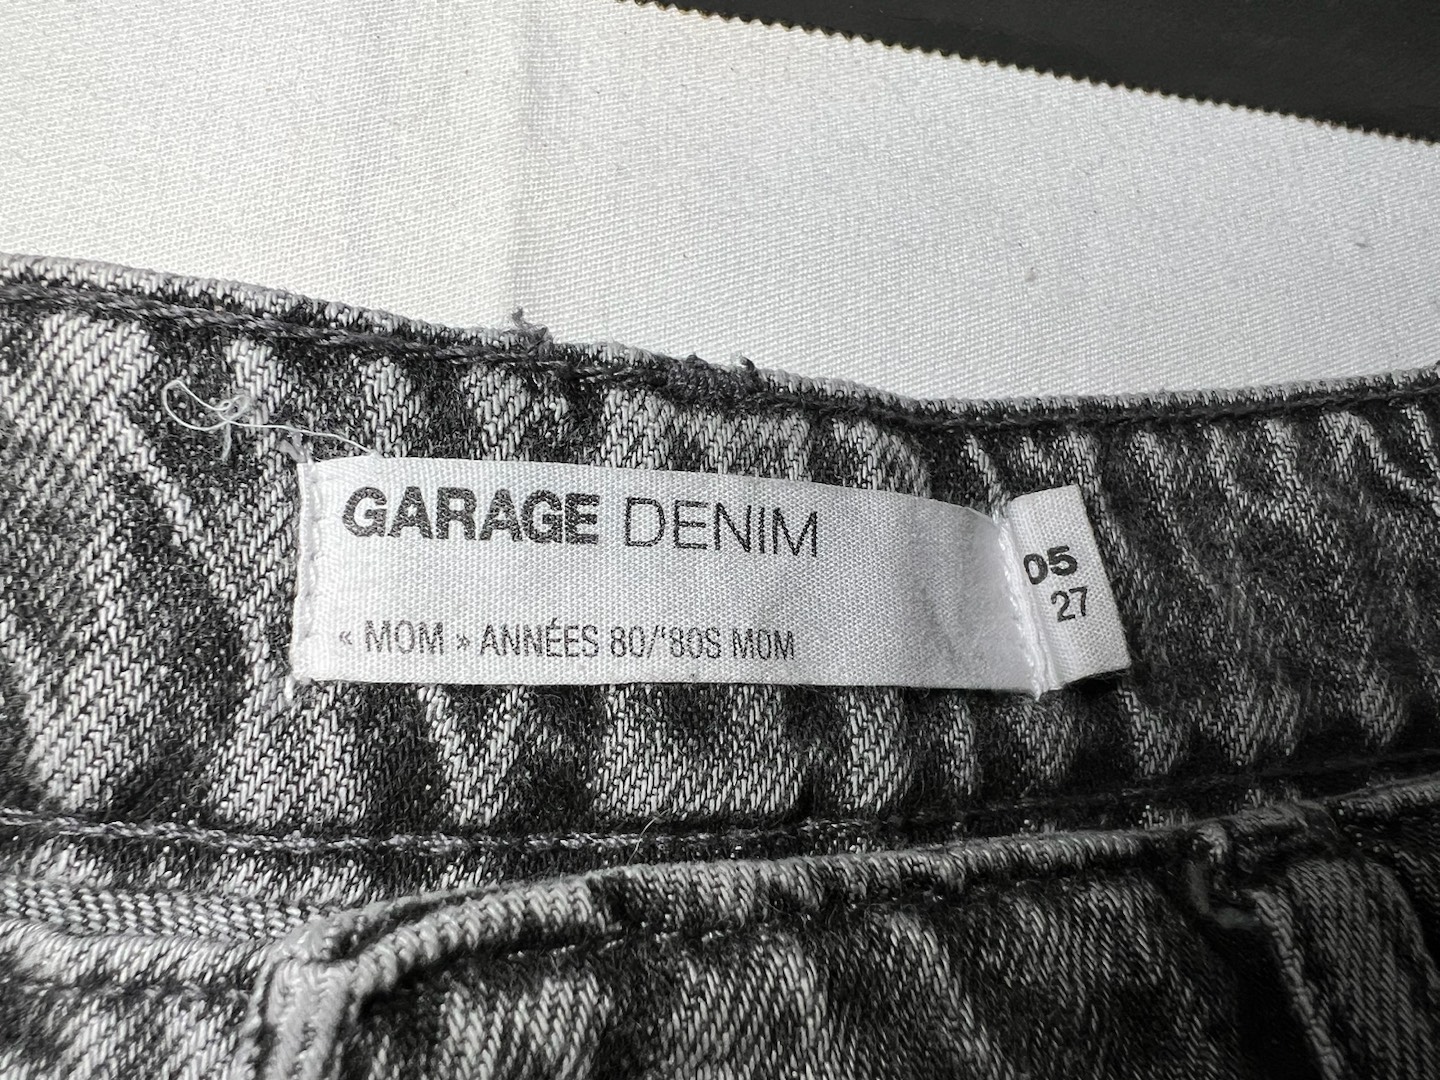 GARAGE DENIM
« MOM » ANNÉES 80/'80S MOM
05
27